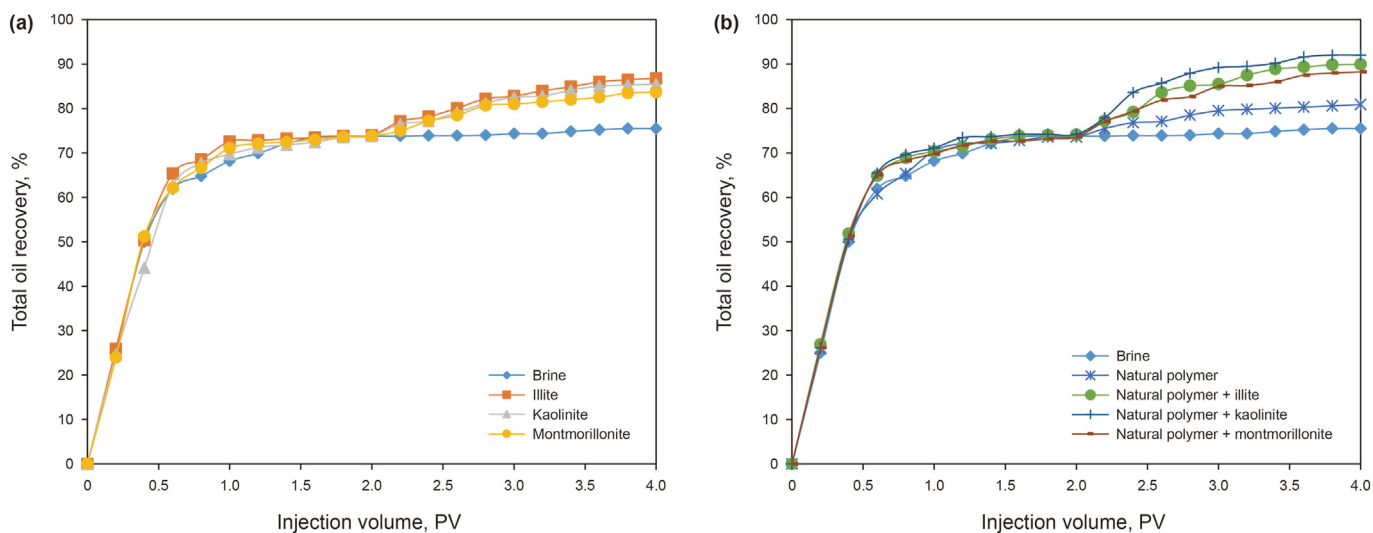 (a)
Total oil recovery, %
100
90
80
70
60
50
40
30
20
10
0
0 0.5 1.0 1.5 2.0 2.5 3.0 3.5 4.0
Injection volume, PV
Brine
Illite
Kaolinite
Montmorillonite
(b)
Total oil recovery, %
100
90
80
70
60
50
40
30
20
10
0
0 0.5 1.0 1.5 2.0 2.5 3.0 3.5 4.0
Injection volume, PV
Brine
Natural polymer
Natural polymer + illite
Natural polymer + kaolinite
Natural polymer + montmorillonite